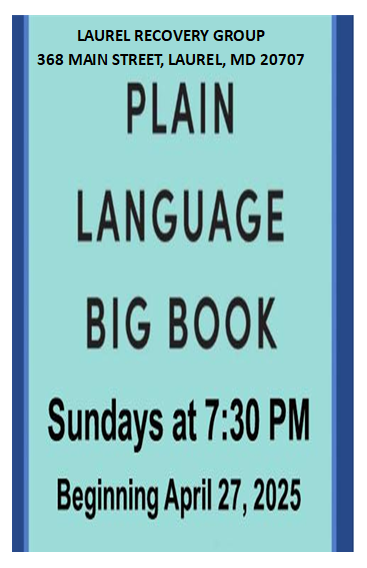 LAUREL RECOVERY GROUP
368 MAIN STREET, LAUREL, MD 20707
PLAIN
LANGUAGE
BIG BOOK
Sundays at 7:30 PM
Beginning April 27, 2025